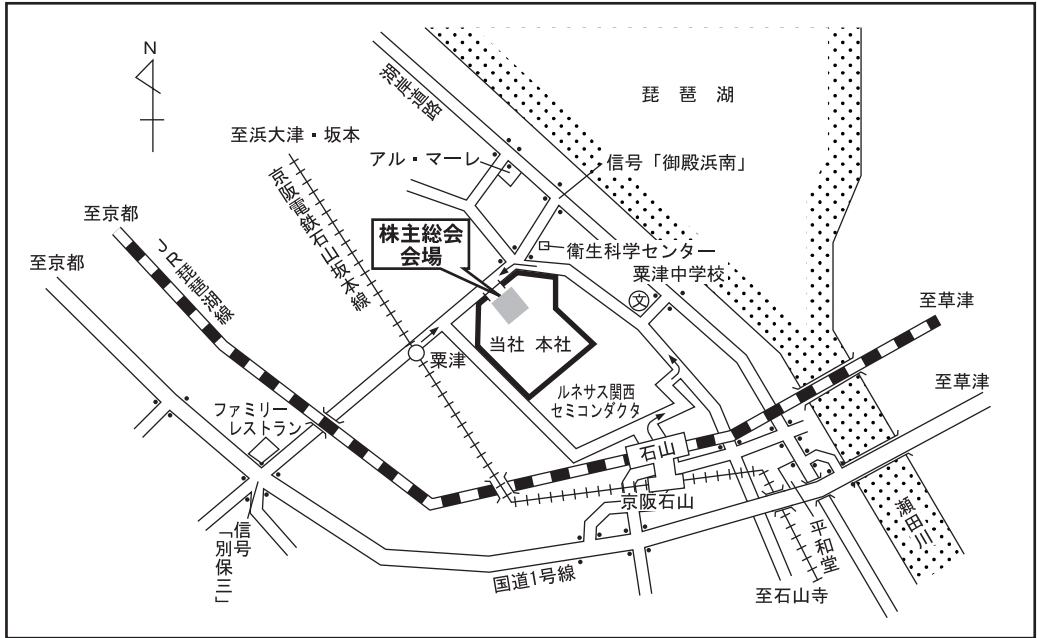 N
琵琶湖
湖岸道路
至浜大津・坂本
アル・マーレ
信号「御殿浜南」
京阪電鉄石山坂本線
至京都
JR琵琶湖線
株主総会
会場
衛生科学センター
粟津中学校
文
至京都
至草津
当社 本社
粟津
至草津
ルネサス関西
セミコンダクタ
ファミリー
レストラン
石山
京阪石山
瀬田川
平和堂
信号
「別保三」
国道1号線
至石山寺